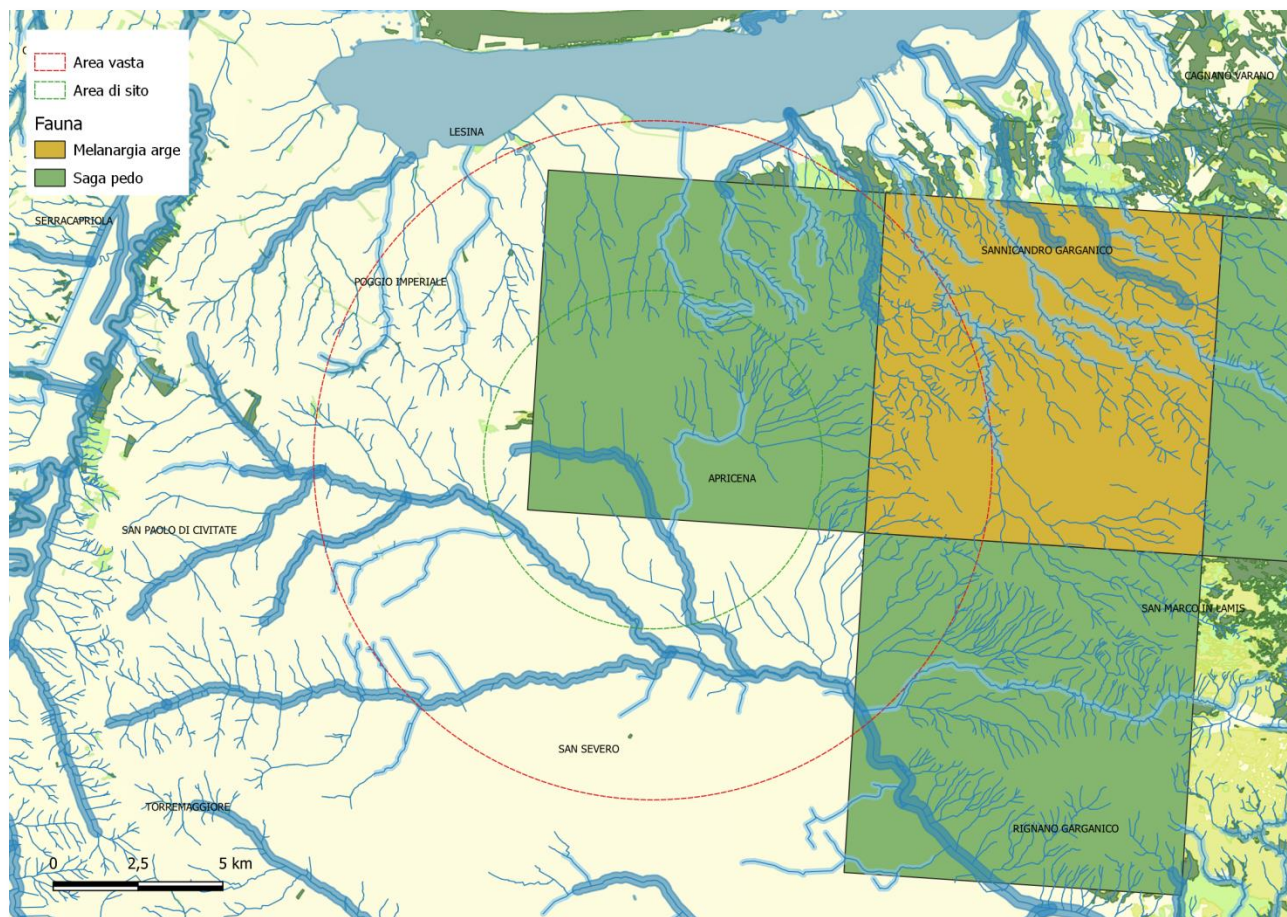 Area vasta
Area di sito
Fauna
Melanargia arge
Saga pedo
CAGNANO VARANO
LESINA
SERRACAPRIOLA
SANNICANDRO GARGANICO
POGGIO IMPERIALE
APRICENA
SAN PAOLO DI CIVITATE
SAN MARCO IN LAMIS
SAN SEVERO
TORREMAGGIORE
RIGNANO GARGANICO
0 2,5 5 km